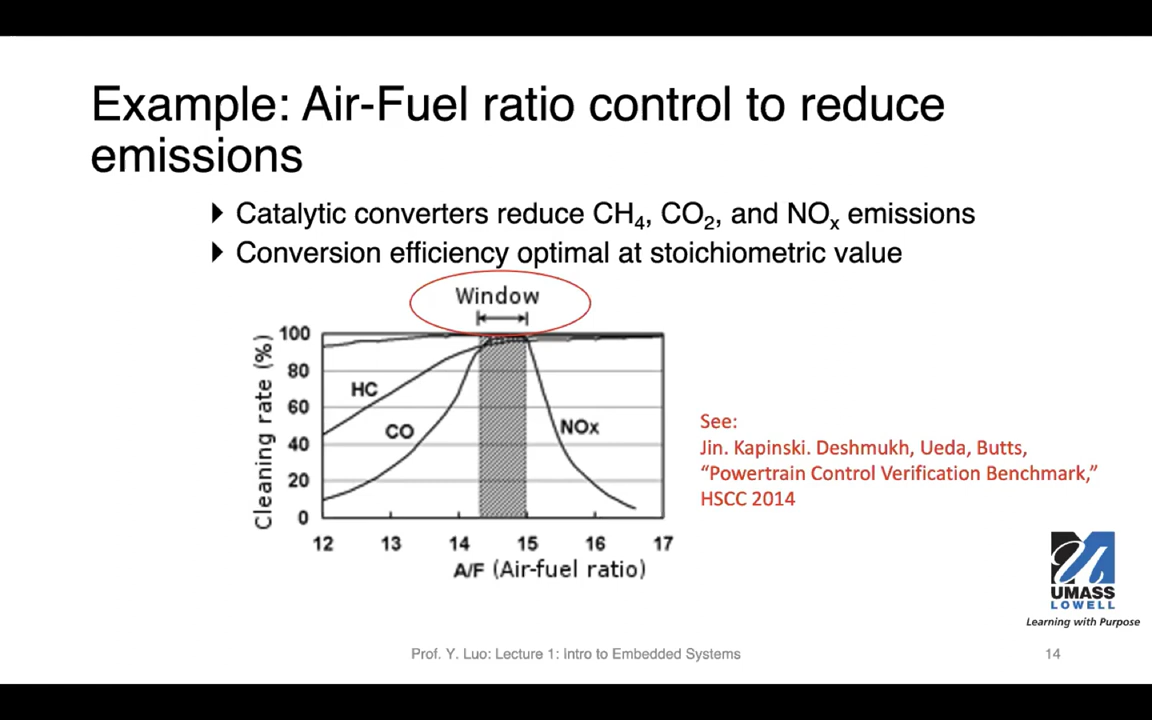 Example: Air-Fuel ratio control to reduce
emissions
Catalytic converters reduce CH4, CO2, and NOx emissions
Conversion efficiency optimal at stoichiometric value
Window
Cleaning rate (%)
100
80
60
40
20
0
HC
CO
NOx
12 13 14 15 16 17
A/F (Air-fuel ratio)
See:
Jin. Kapinski. Deshmukh, Ueda, Butts,
“Powertrain Control Verification Benchmark,”
HSCC 2014
UMASS
LOWELL
Learning with Purpose
Prof. Y. Luo: Lecture 1: Intro to Embedded Systems
14